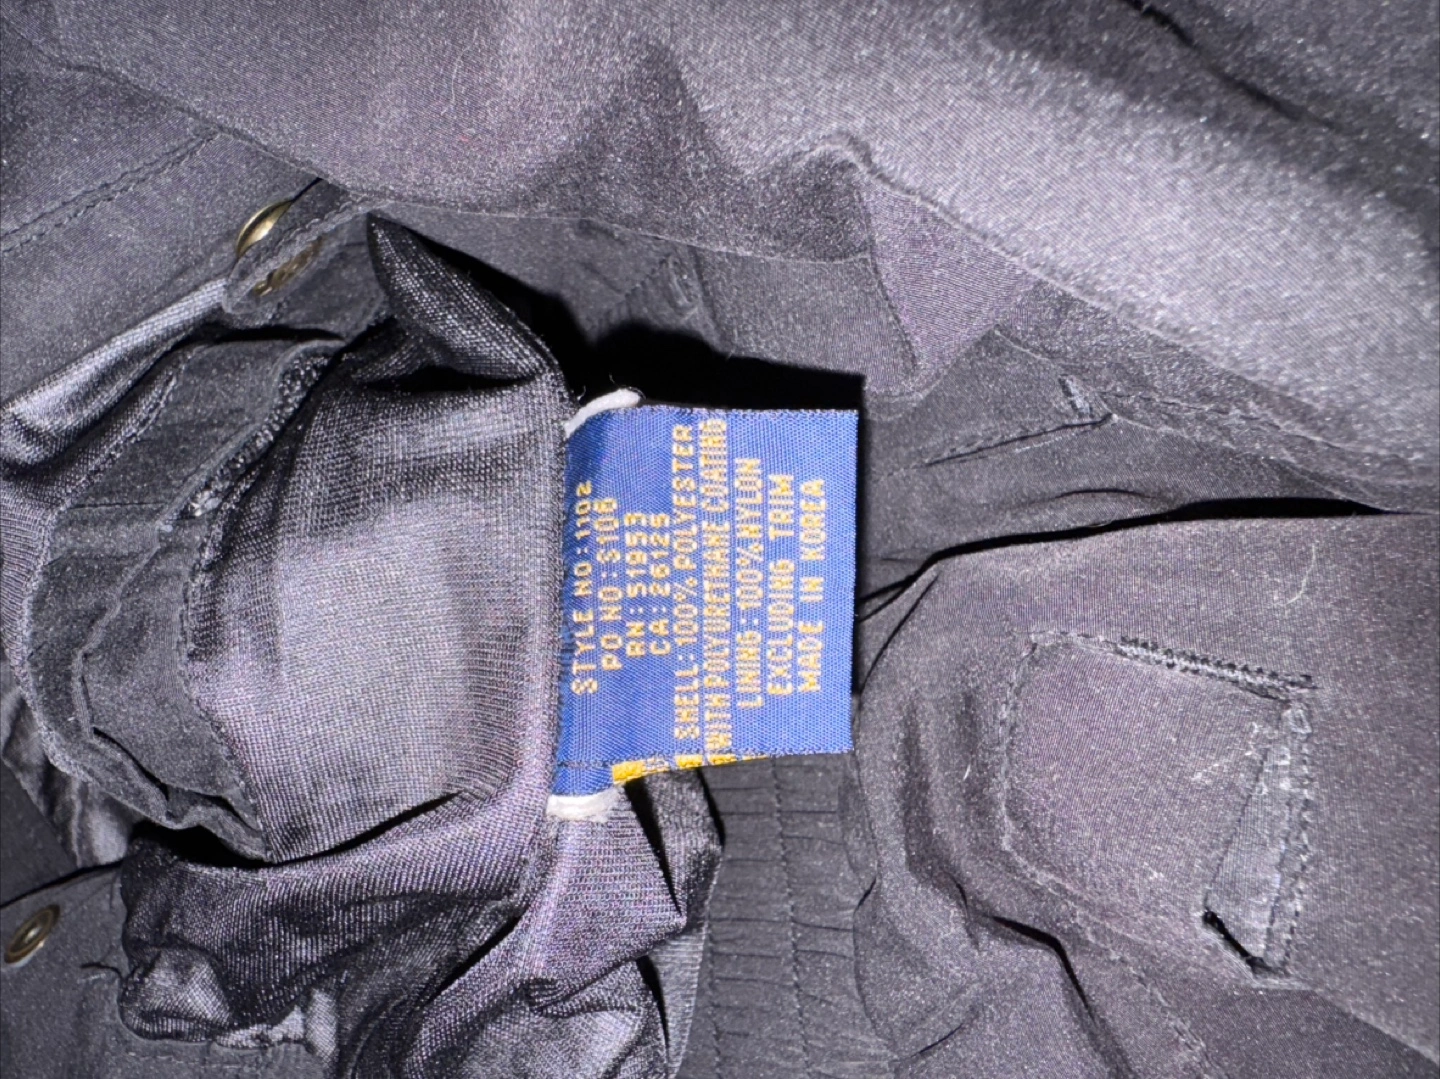 STYLE NO: 1102
PO NO: 3106
RN: 51953
CA: 26125
SHELL: 100% POLYESTER
WITH POLYURETHANE COATING
LINING: 100% NYLON
EXCLUDING TRIM
MADE IN KOREA